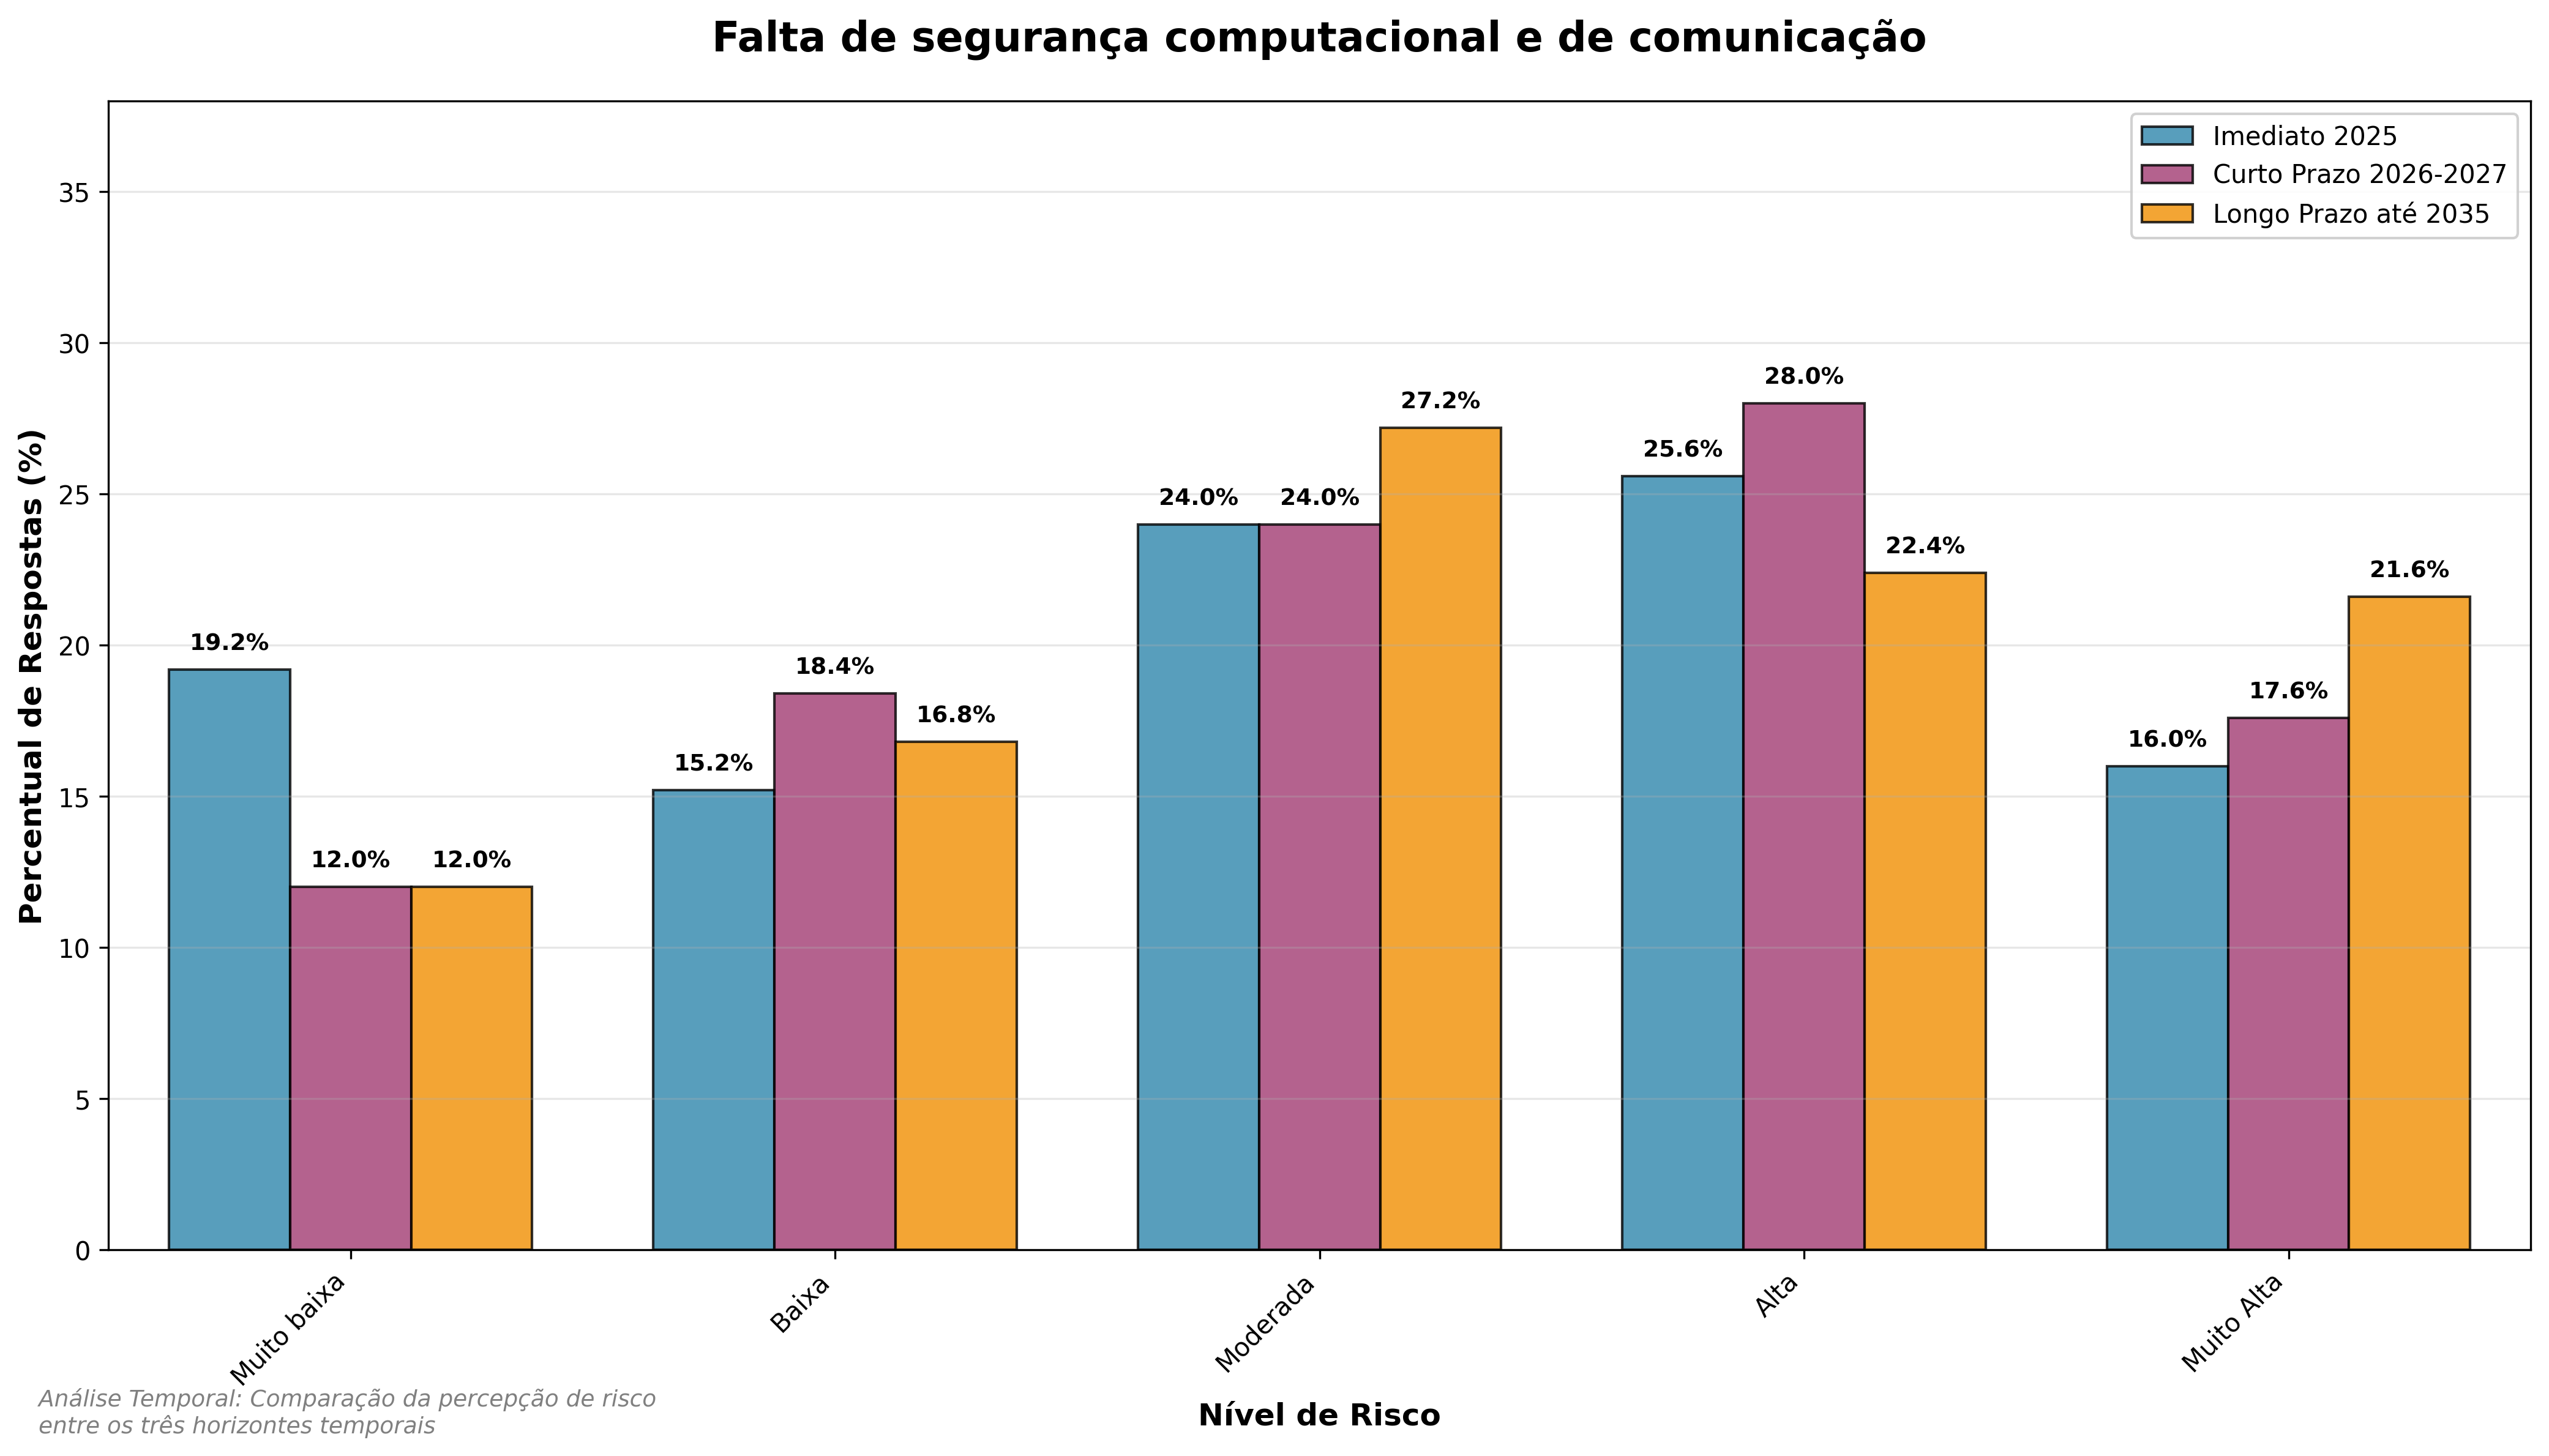 Falta de segurança computacional e de comunicação
Imediato 2025
Curto Prazo 2026-2027
Longo Prazo até 2035
Percentual de Respostas (%)
35
30
25
20
15
10
5
0
19.2%
12.0%
12.0%
15.2%
18.4%
16.8%
24.0%
24.0%
27.2%
25.6%
28.0%
22.4%
16.0%
17.6%
21.6%
Muito baixa
Baixa
Moderada
Alta
Muito Alta
Nível de Risco
Análise Temporal: Comparação da percepção de risco
entre os três horizontes temporais